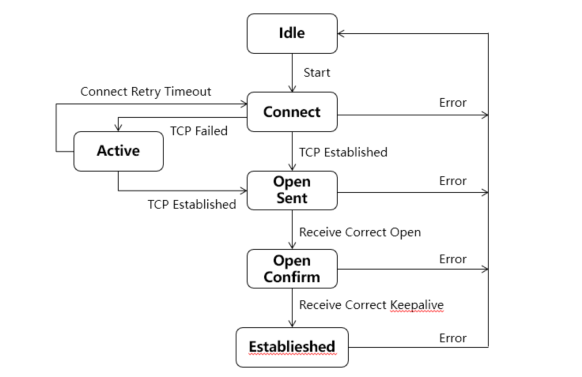 Idle
Start
Connect Retry Timeout
Error
Connect
TCP Failed
Active
TCP Established
Error
Open
Sent
TCP Established
Receive Correct Open
Error
Open
Confirm
Receive Correct Keepalive
Error
Establieshed